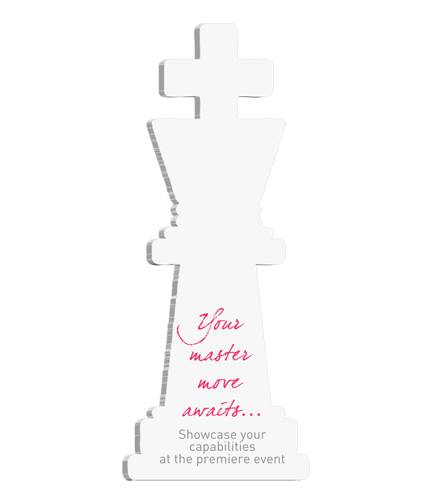 Your
master
move
awaits...
Showcase your
capabilities
at the premiere event